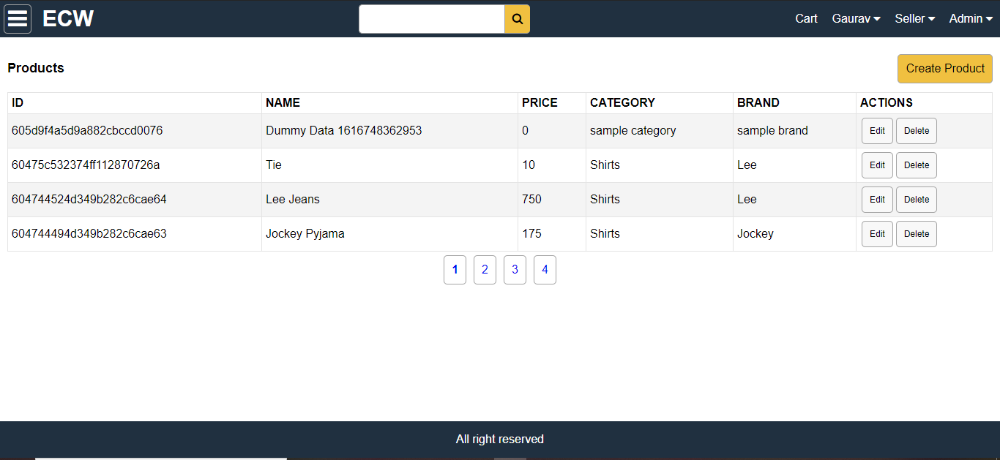 ECW Cart Gaurav Seller Admin
Products Create Product
ID NAME PRICE CATEGORY BRAND ACTIONS
605d9f4a5d9a882cbccd0076 Dummy Data 1616748362953 0 sample category sample brand Edit Delete
60475c532374ff112870726a Tie 10 Shirts Lee Edit Delete
604744524d349b282c6cae64 Lee Jeans 750 Shirts Lee Edit Delete
604744494d349b282c6cae63 Jockey Pyjama 175 Shirts Jockey Edit Delete
1 2 3 4
All right reserved